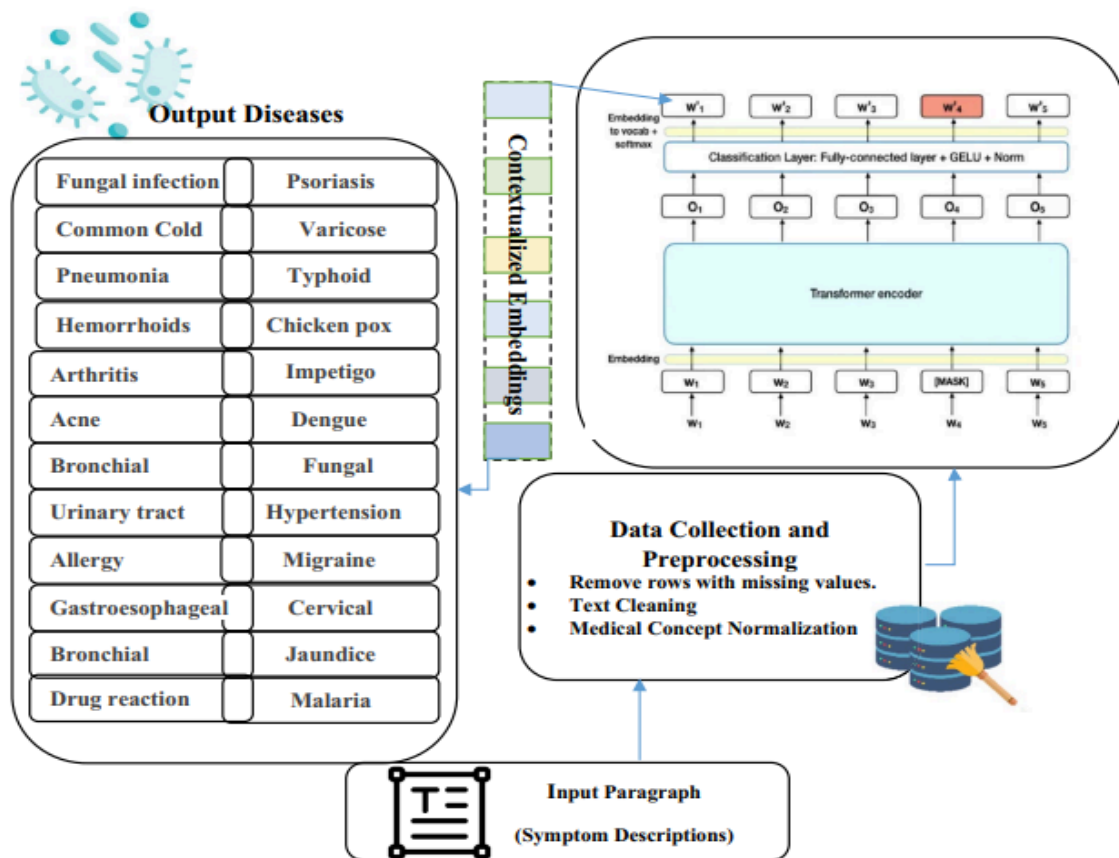 Output Diseases
Fungal infection Psoriasis
Common Cold Varicose
Pneumonia Typhoid
Hemorrhoids Chicken pox
Arthritis Impetigo
Acne Dengue
Bronchial Fungal
Urinary tract Hypertension
Allergy Migraine
Gastroesophageal Cervical
Bronchial Jaundice
Drug reaction Malaria
Contextualized Embeddings
W'1 W'2 W'3 W'4 W'5
Embedding
to vocab +
softmax
Classification Layer: Fully-connected layer + GELU + Norm
O1 O2 O3 O4 O5
Transformer encoder
Embedding
W1 W2 W3 [MASK] W5
W1 W2 W3 W4 W5
Data Collection and
Preprocessing
• Remove rows with missing values.
• Text Cleaning
• Medical Concept Normalization
Input Paragraph
(Symptom Descriptions)